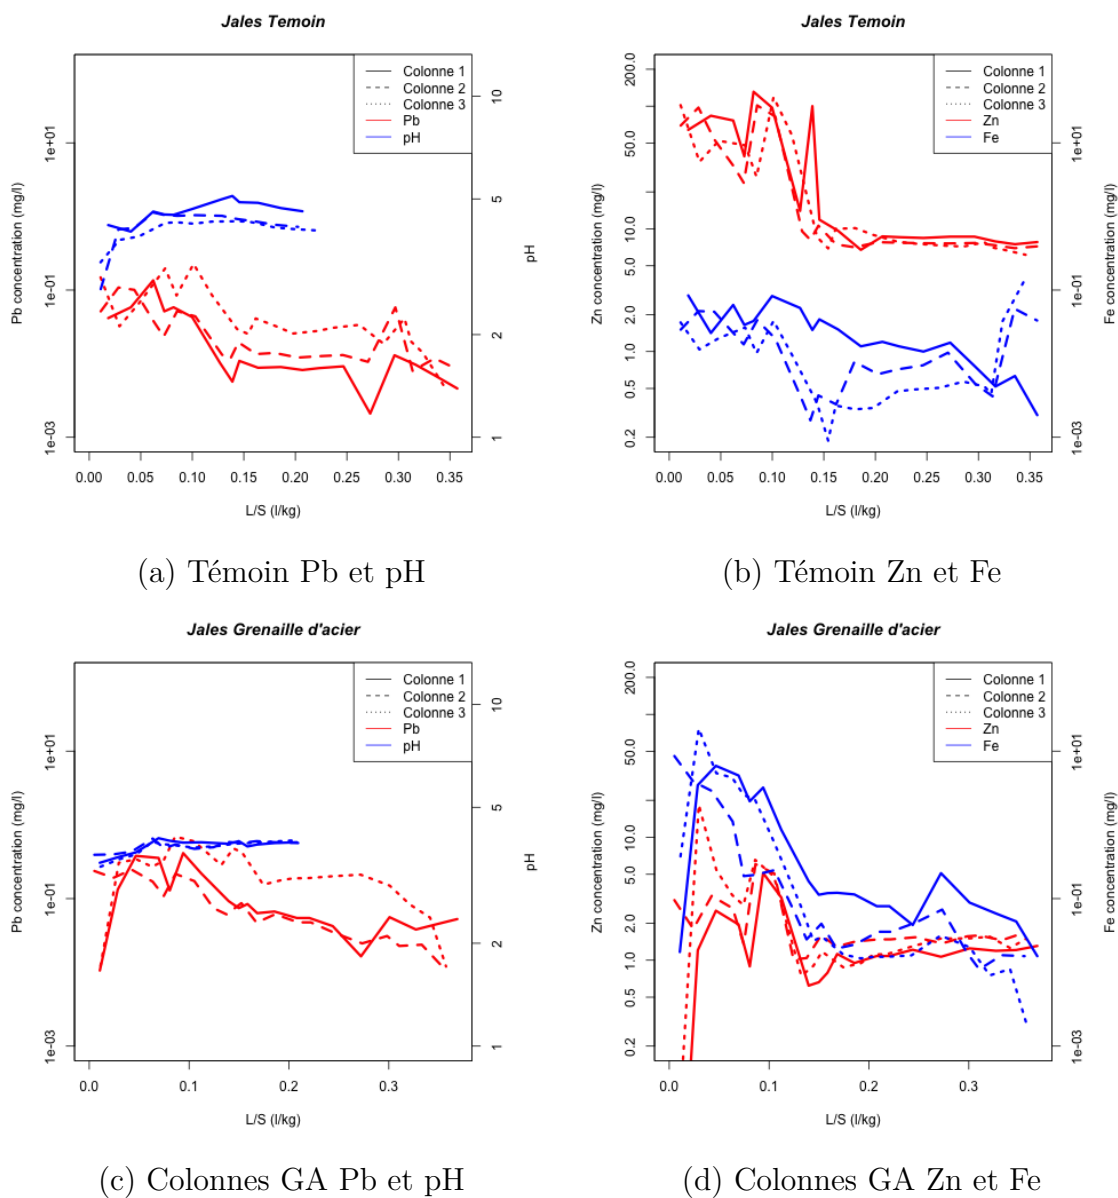 Jales Temoin
Colonne 1
Colonne 2
Colonne 3
Pb
pH
Pb concentration (mg/l)
1e+01
1e-01
1e-03
pH
10
5
2
1
0.00 0.05 0.10 0.15 0.20 0.25 0.30 0.35
L/S (l/kg)
(a) Témoin Pb et pH
Jales Temoin
Colonne 1
Colonne 2
Colonne 3
Zn
Fe
Zn concentration (mg/l)
200.0
50.0
10.0
5.0
2.0
1.0
0.5
0.2
Fe concentration (mg/l)
1e+01
1e-01
1e-03
0.00 0.05 0.10 0.15 0.20 0.25 0.30 0.35
L/S (l/kg)
(b) Témoin Zn et Fe
Jales Grenaille d'acier
Colonne 1
Colonne 2
Colonne 3
Pb
pH
Pb concentration (mg/l)
1e+01
1e-01
1e-03
pH
10
5
2
1
0.0 0.1 0.2 0.3
L/S (l/kg)
(c) Colonnes GA Pb et pH
Jales Grenaille d'acier
Colonne 1
Colonne 2
Colonne 3
Zn
Fe
Zn concentration (mg/l)
200.0
50.0
10.0
5.0
2.0
1.0
0.5
0.2
Fe concentration (mg/l)
1e+01
1e-01
1e-03
0.0 0.1 0.2 0.3
L/S (l/kg)
(d) Colonnes GA Zn et Fe